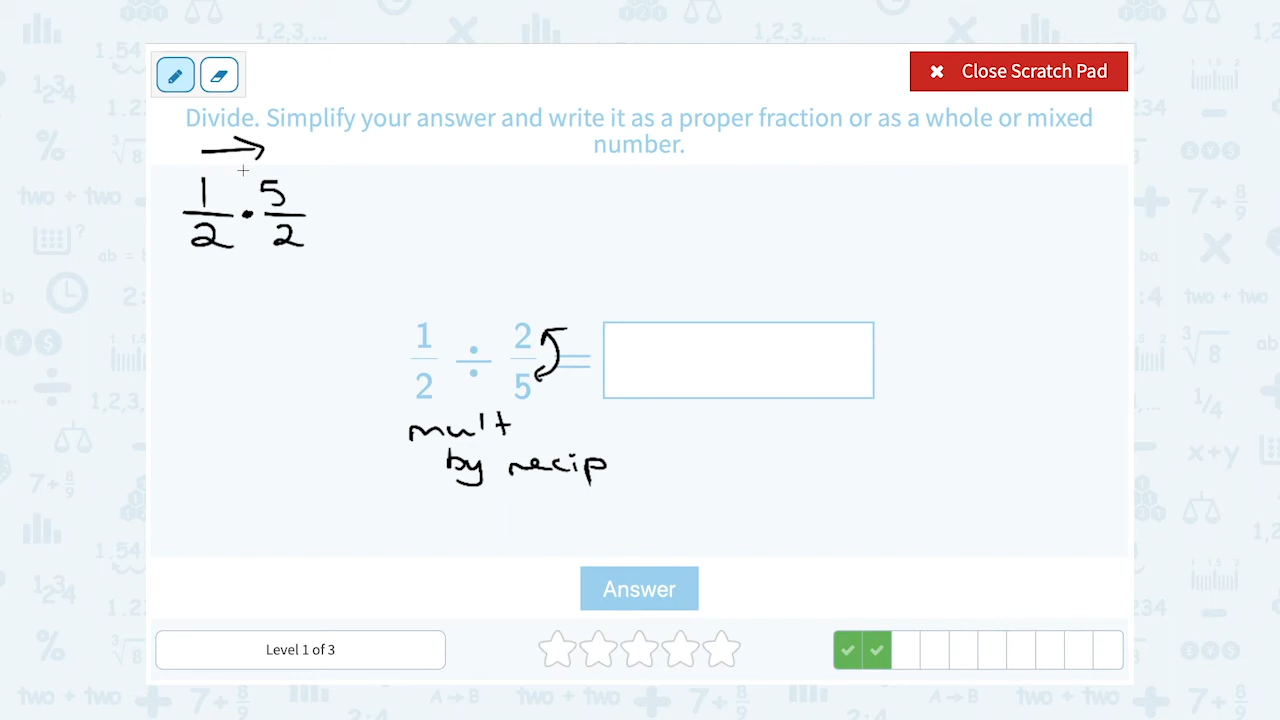 Close Scratch Pad
Divide. Simplify your answer and write it as a proper fraction or as a whole or mixed
number.
1/2 · 5/2
1/2 ÷ 2/5 =
mult
by recip
Answer
Level 1 of 3